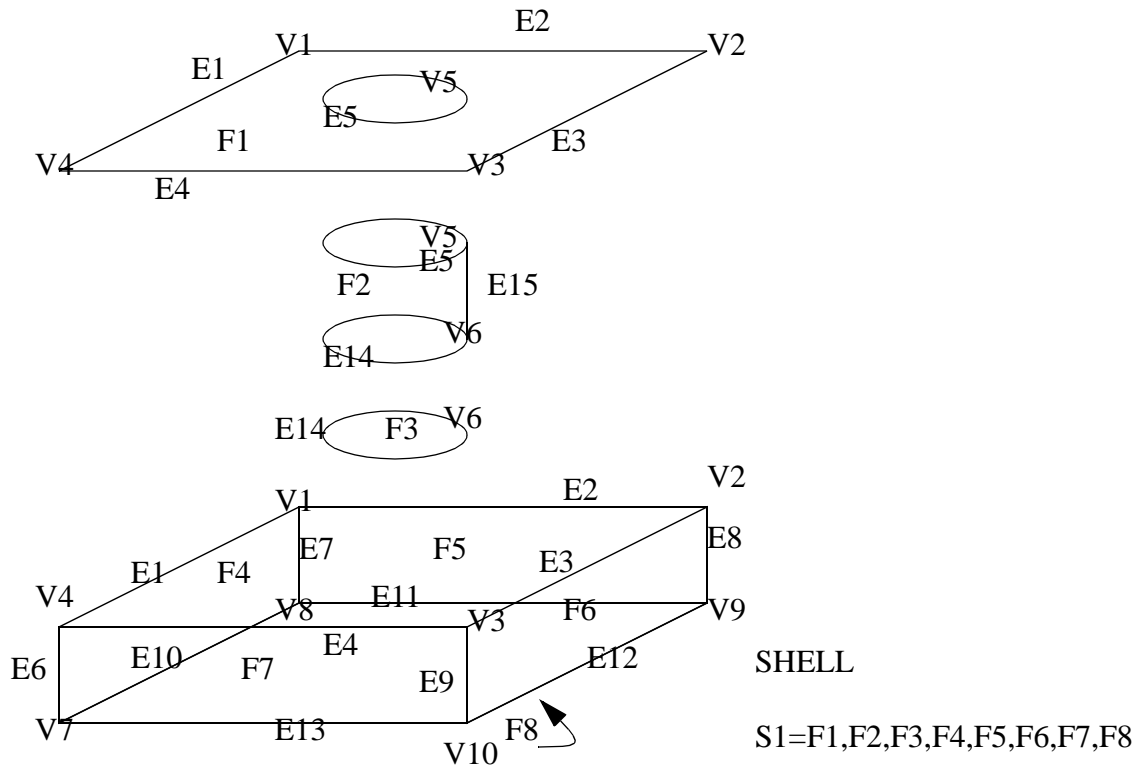 E2
V1
V2
E1
V5
E5
F1
E3
V4
V3
E4
V5
E5
F2
E15
V6
E14
V6
E14
F3
V2
E2
V1
E8
E7
F5
E3
E1
F4
V4
E11
V8
F6
V9
V3
E4
E10
E12
SHELL
E6
F7
E9
V7
E13
F8
S1=F1,F2,F3,F4,F5,F6,F7,F8
V10